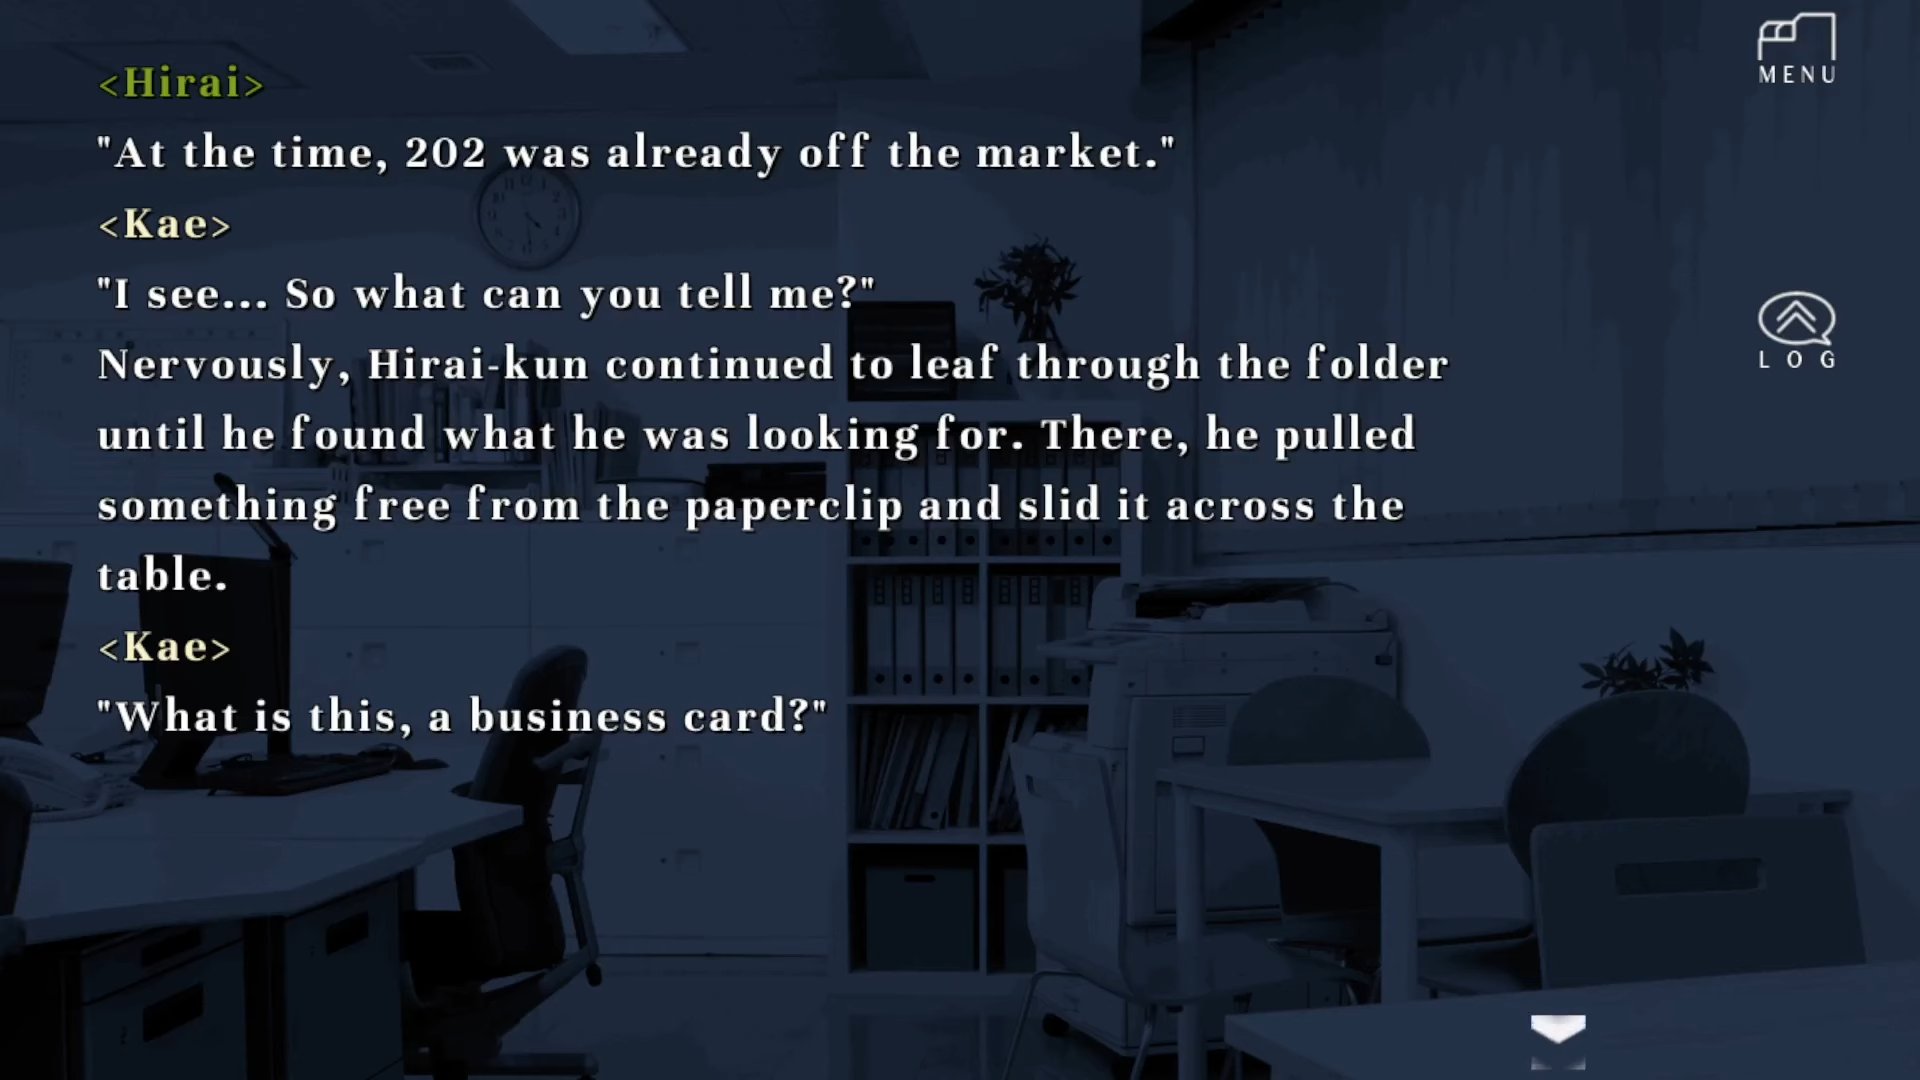 <Hirai>
"At the time, 202 was already off the market."
<Kae>
"I see... So what can you tell me?"
Nervously, Hirai-kun continued to leaf through the folder
until he found what he was looking for. There, he pulled
something free from the paperclip and slid it across the
table.
<Kae>
"What is this, a business card?"
MENU
LOG